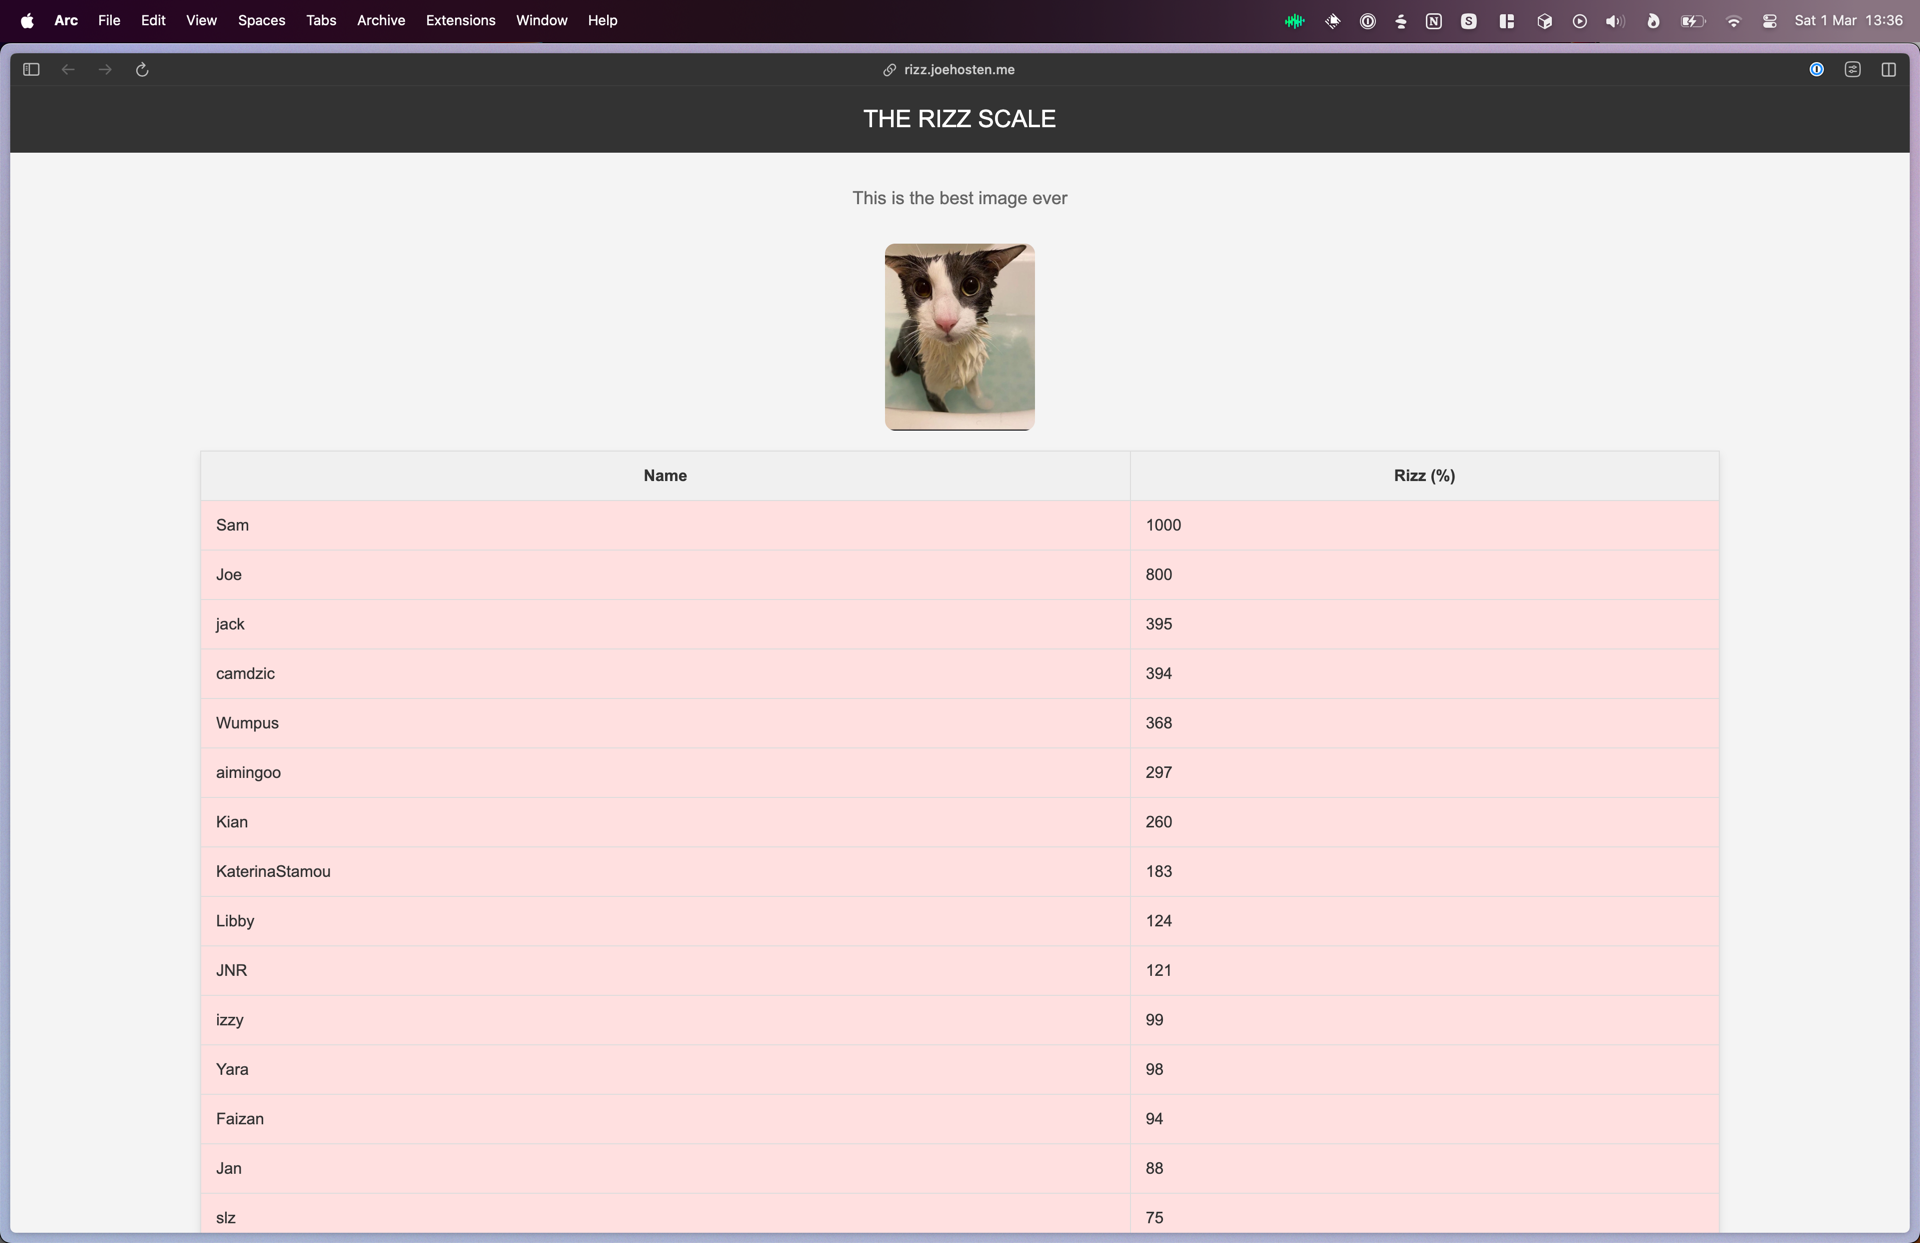 Arc File Edit View Spaces Tabs Archive Extensions Window Help Sat 1 Mar 13:36
rizz.joehosten.me
THE RIZZ SCALE
This is the best image ever
Name Rizz (%)
Sam 1000
Joe 800
jack 395
camdzic 394
Wumpus 368
aimingoo 297
Kian 260
KaterinaStamou 183
Libby 124
JNR 121
izzy 99
Yara 98
Faizan 94
Jan 88
slz 75